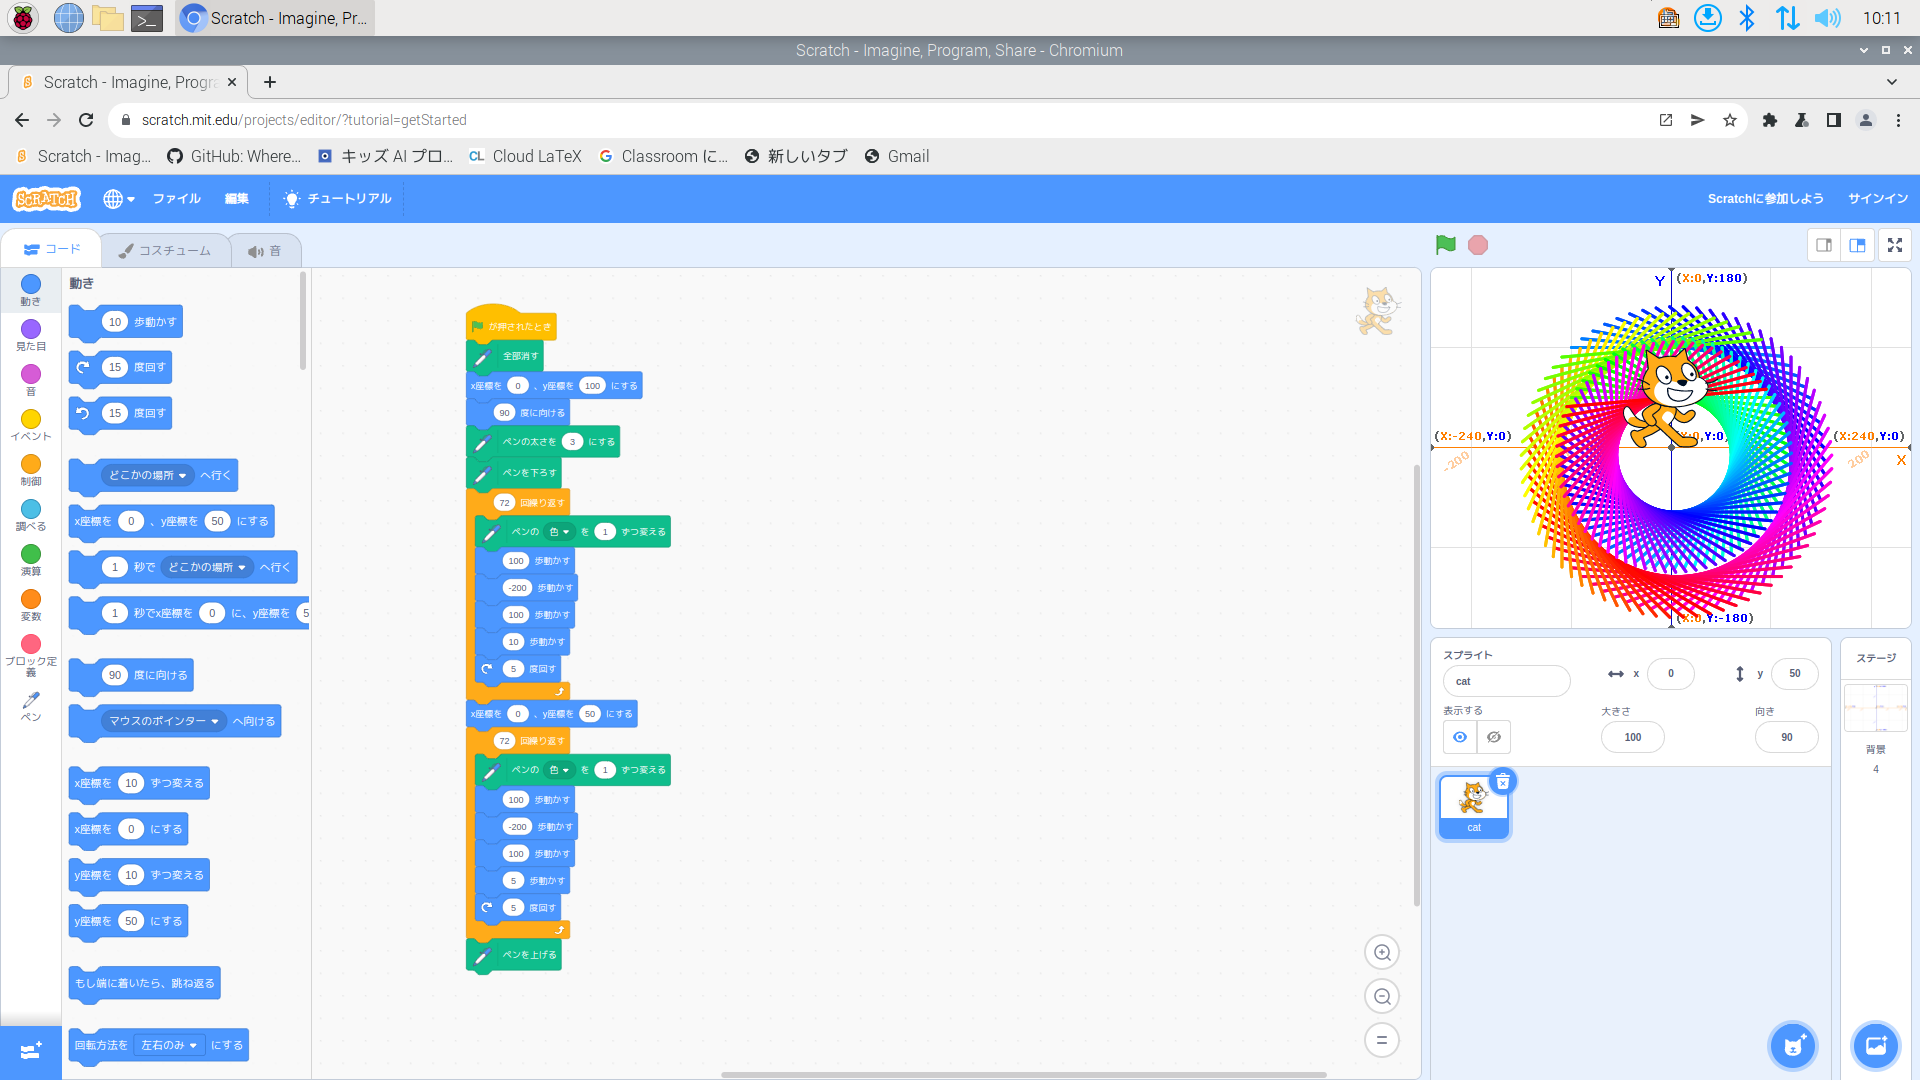 Scratch - Imagine, Pr...
10:11
Scratch - Imagine, Program, Share - Chromium
Scratch - Imagine, Progra
scratch.mit.edu/projects/editor/?tutorial=getStarted
Scratch - Imag...
GitHub: Where...
キッズ AI プロ...
CL Cloud LaTeX
Classroom に...
新しいタブ
Gmail
SCRATCH
ファイル
編集
チュートリアル
Scratchに参加しよう
サインイン
コード
コスチューム
音
動き
見た目
音
イベント
制御
調べる
演算
変数
ブロック定
義
ペン
動き
10 歩動かす
15 度回す
15 度回す
どこかの場所 へ行く
x座標を 0 、y座標を 50 にする
1 秒で どこかの場所 へ行く
1 秒でx座標を 0 に、y座標を 5
90 度に向ける
マウスのポインター へ向ける
x座標を 10 ずつ変える
x座標を 0 にする
y座標を 10 ずつ変える
y座標を 50 にする
もし端に着いたら、跳ね返る
回転方法を 左右のみ にする
が押されたとき
全部消す
x座標を 0 、y座標を 100 にする
90 度に向ける
ペンの太さを 3 にする
ペンを下ろす
72 回繰り返す
ペンの 色 を 1 ずつ変える
100 歩動かす
-200 歩動かす
100 歩動かす
10 歩動かす
5 度回す
x座標を 0 、y座標を 50 にする
72 回繰り返す
ペンの 色 を 1 ずつ変える
100 歩動かす
-200 歩動かす
100 歩動かす
5 歩動かす
5 度回す
ペンを上げる
Y (X:0,Y:180)
(X:-240,Y:0)
(X:0,Y:0)
(X:240,Y:0)
-200
200
X
(X:0,Y:-180)
スプライト
cat
x 0
y 50
表示する
大きさ
100
向き
90
cat
ステージ
背景
4